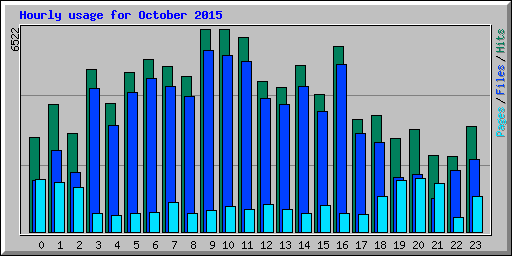 Hourly usage for October 2015
6522
Pages/Files/Hits
0 1 2 3 4 5 6 7 8 9 10 11 12 13 14 15 16 17 18 19 20 21 22 23